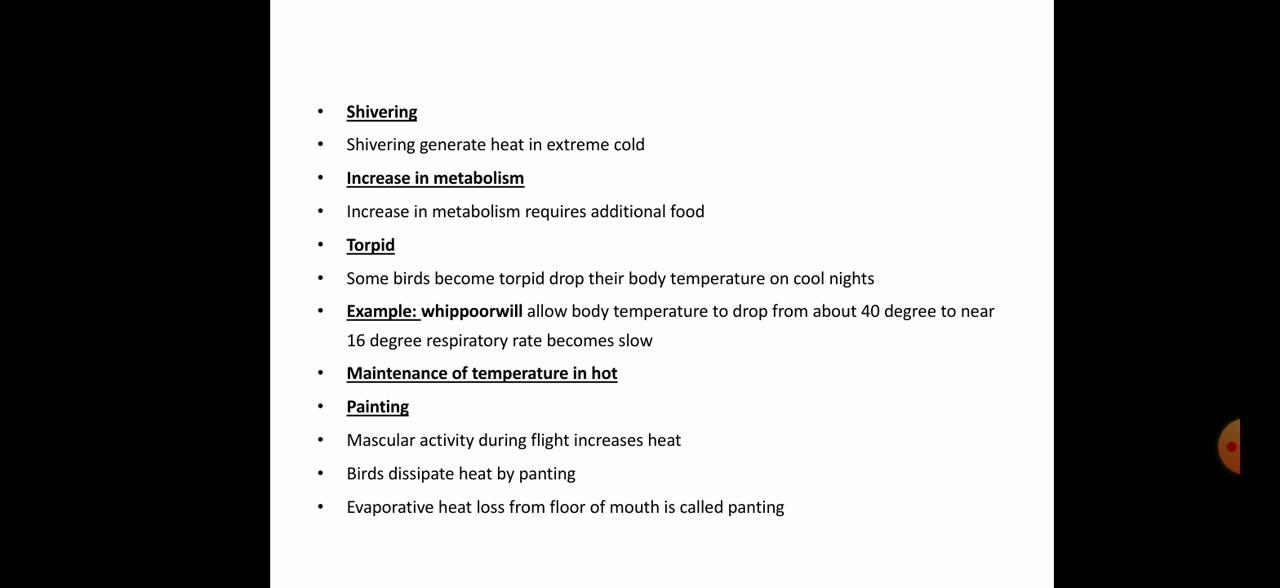 • Shivering
• Shivering generate heat in extreme cold
• Increase in metabolism
• Increase in metabolism requires additional food
• Torpid
• Some birds become torpid drop their body temperature on cool nights
• Example: whippoorwill allow body temperature to drop from about 40 degree to near
16 degree respiratory rate becomes slow
• Maintenance of temperature in hot
• Painting
• Mascular activity during flight increases heat
• Birds dissipate heat by panting
• Evaporative heat loss from floor of mouth is called panting